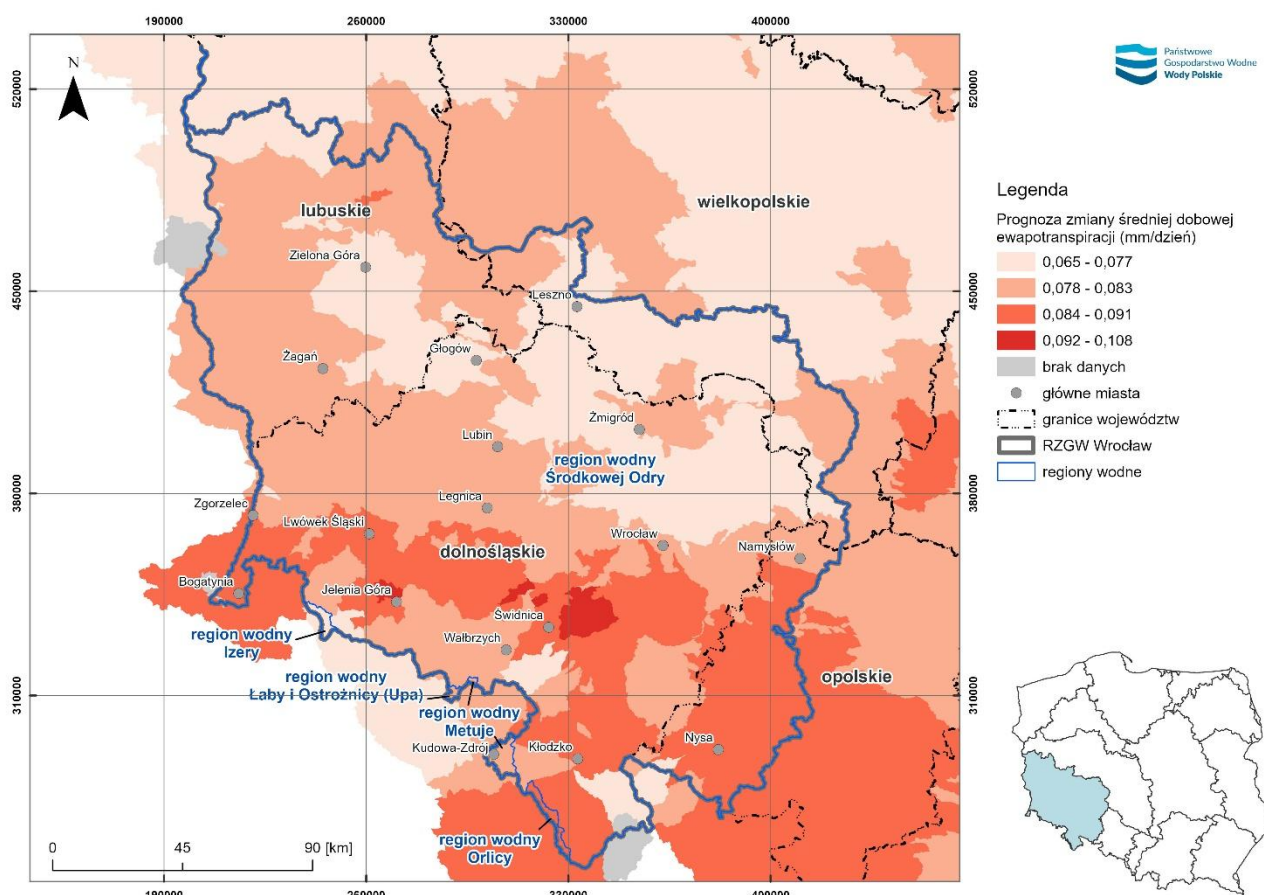 190000
260000
330000
400000
N
520000
520000
Państwowe
Gospodarstwo Wodne
Wody Polskie
lubuskie
wielkopolskie
Zielona Góra
450000
450000
Leszno
Żagań
Głogów
Żmigród
Lubin
region wodny
Środkowej Odry
380000
380000
Legnica
Zgorzelec
Lwówek Śląski
Wrocław
Namysłów
dolnośląskie
Bogatynia
Jelenia Góra
Świdnica
region wodny
Izery
Wałbrzych
region wodny
Łaby i Ostrożnicy (Upa)
opolskie
310000
310000
region wodny
Metuje
Kudowa-Zdrój
Kłodzko
Nysa
region wodny
Orlicy
0
45
90 [km]
190000
260000
330000
400000
Legenda
Prognoza zmiany średniej dobowej
ewapotranspiracji (mm/dzień)
0,065 - 0,077
0,078 - 0,083
0,084 - 0,091
0,092 - 0,108
brak danych
główne miasta
granice województw
RZGW Wrocław
regiony wodne